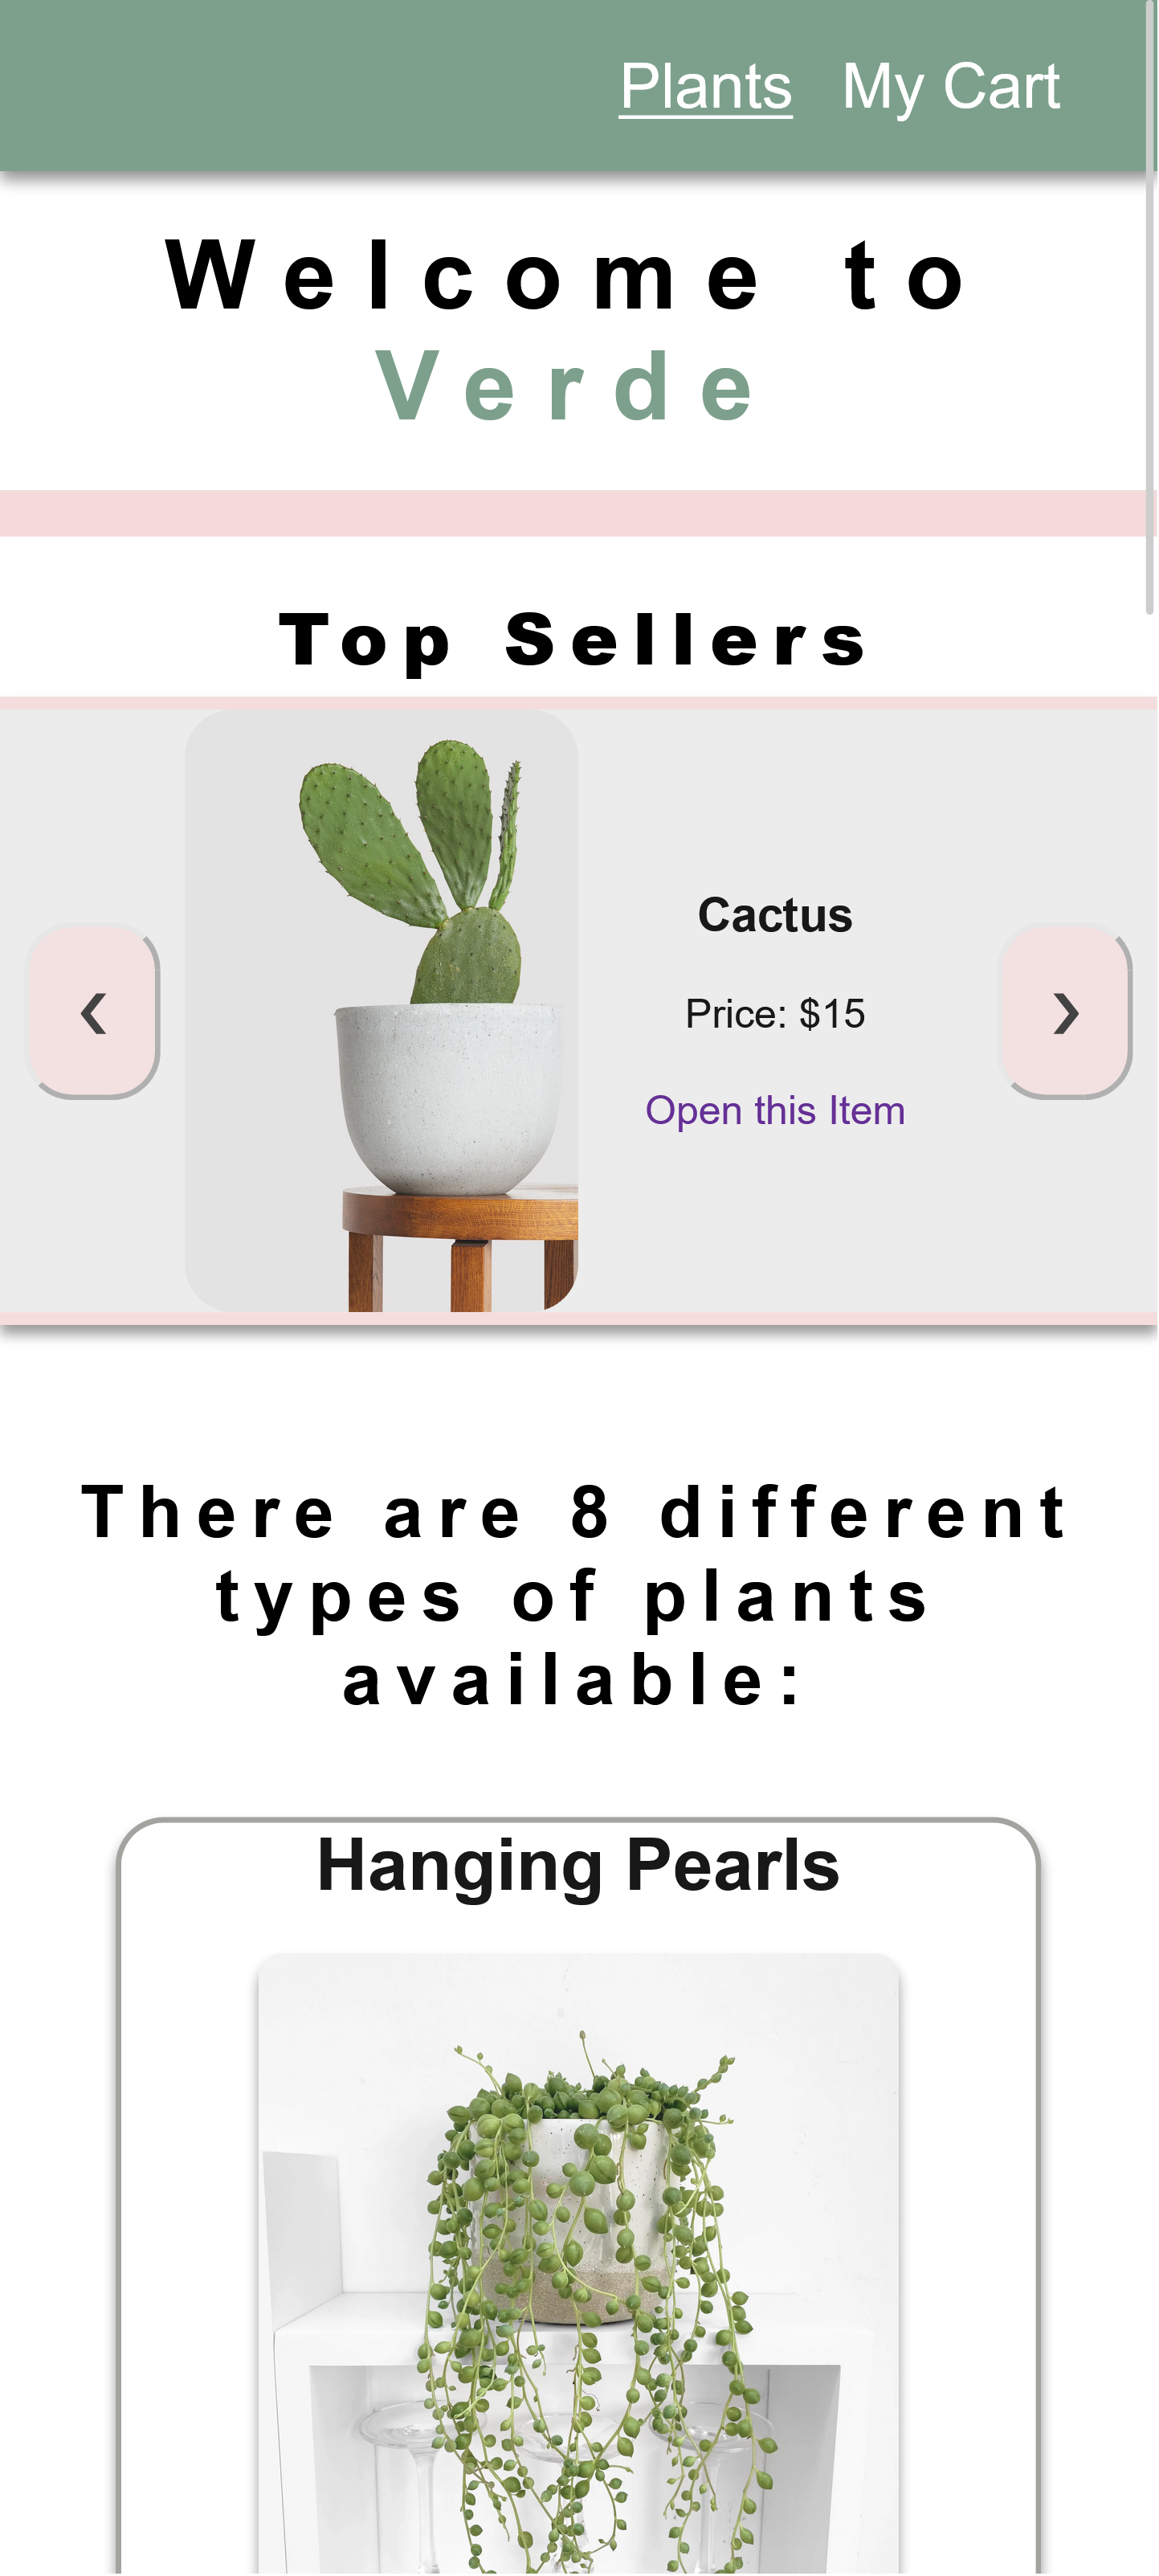 Plants My Cart
Welcome to
Verde
Top Sellers
Cactus
Price: $15
❮ ❯
Open this Item
There are 8 different
types of plants
available:
Hanging Pearls